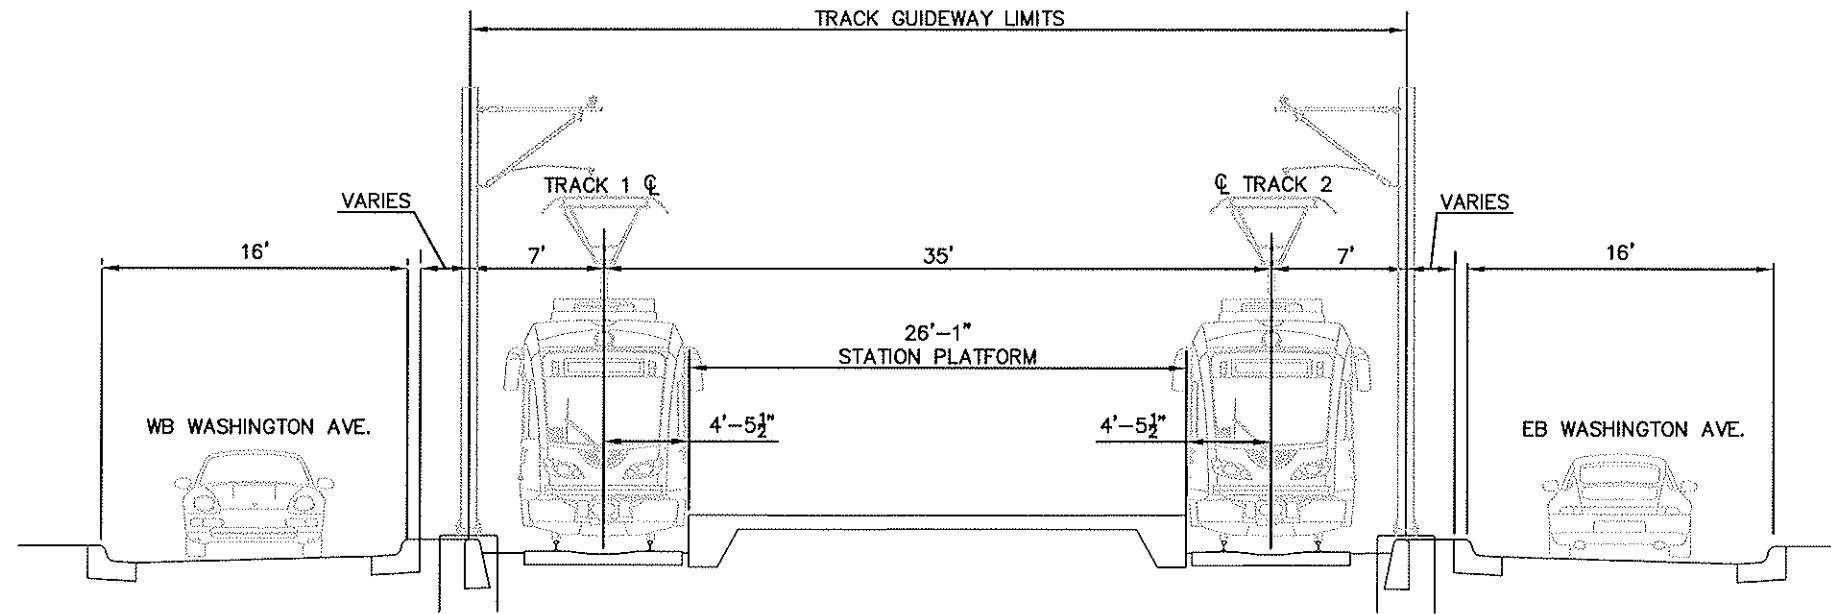 TRACK GUIDEWAY LIMITS
TRACK 1 ℄
℄ TRACK 2
VARIES
VARIES
16'
7'
35'
7'
16'
26'-1"
STATION PLATFORM
4'-5½"
4'-5½"
WB WASHINGTON AVE.
EB WASHINGTON AVE.